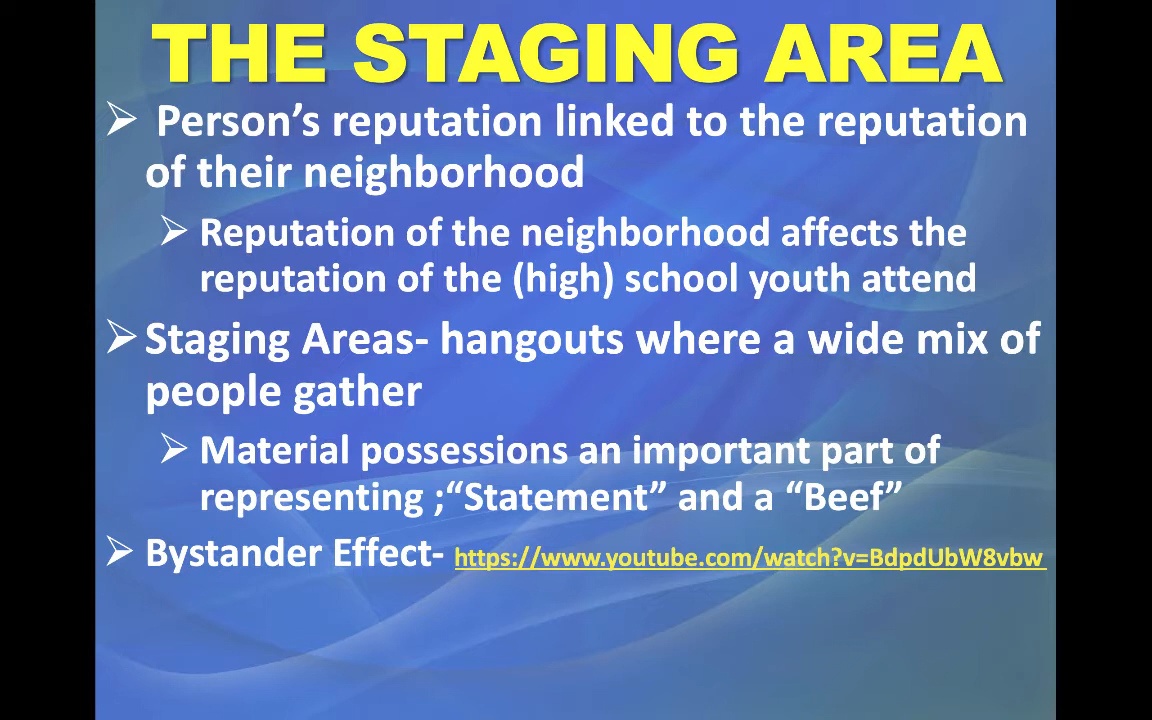 THE STAGING AREA
Person’s reputation linked to the reputation
of their neighborhood
Reputation of the neighborhood affects the
reputation of the (high) school youth attend
Staging Areas- hangouts where a wide mix of
people gather
Material possessions an important part of
representing ;“Statement” and a “Beef”
Bystander Effect- https://www.youtube.com/watch?v=BdpdUbW8vbw